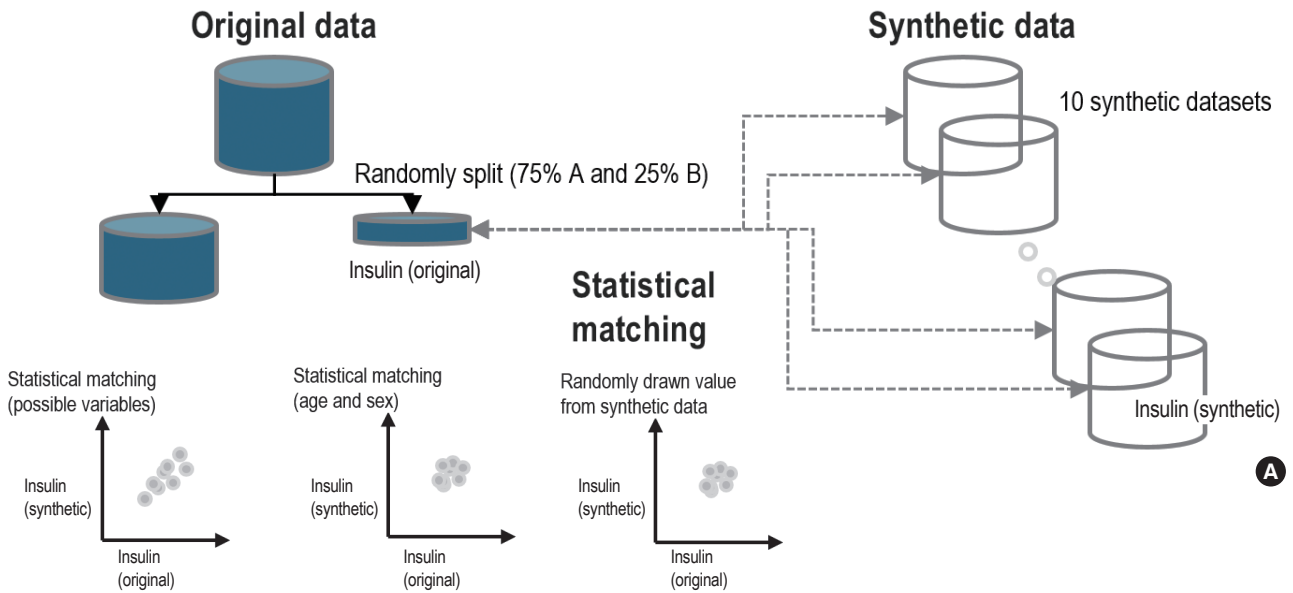 Original data
Synthetic data
10 synthetic datasets
Randomly split (75% A and 25% B)
Insulin (original)
Statistical
matching
Insulin (synthetic)
A
Statistical matching
(possible variables)
Insulin
(synthetic)
Insulin
(original)
Statistical matching
(age and sex)
Insulin
(synthetic)
Insulin
(original)
Randomly drawn value
from synthetic data
Insulin
(synthetic)
Insulin
(original)